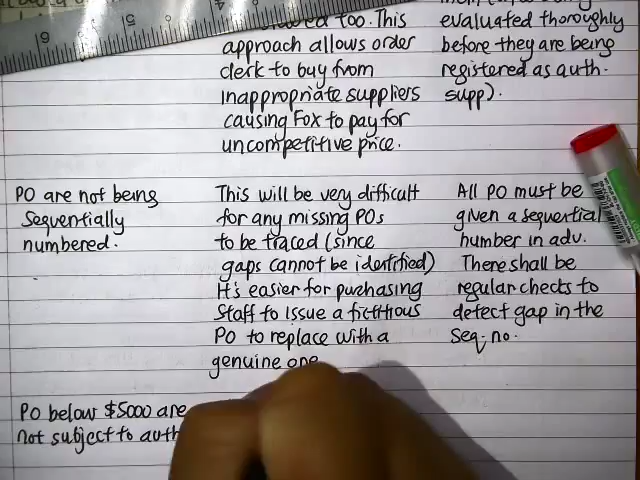 too. This
approach allows order
clerk to buy from
inappropriate suppliers
causing Fox to pay for
uncompetitive price.
evaluated thoroughly
before they are being
registered as auth.
supp).
PO are not being
Sequentially
numbered.
This will be very difficult
for any missing POs
to be traced (since
gaps cannot be identified)
It's easier for purchasing
Staff to issue a fictitious
PO to replace with a
genuine one
All PO must be
given a sequential
number in adv.
There shall be
regular checks to
detect gap in the
Seq. no.
PO below $5000 are
not subject to auth